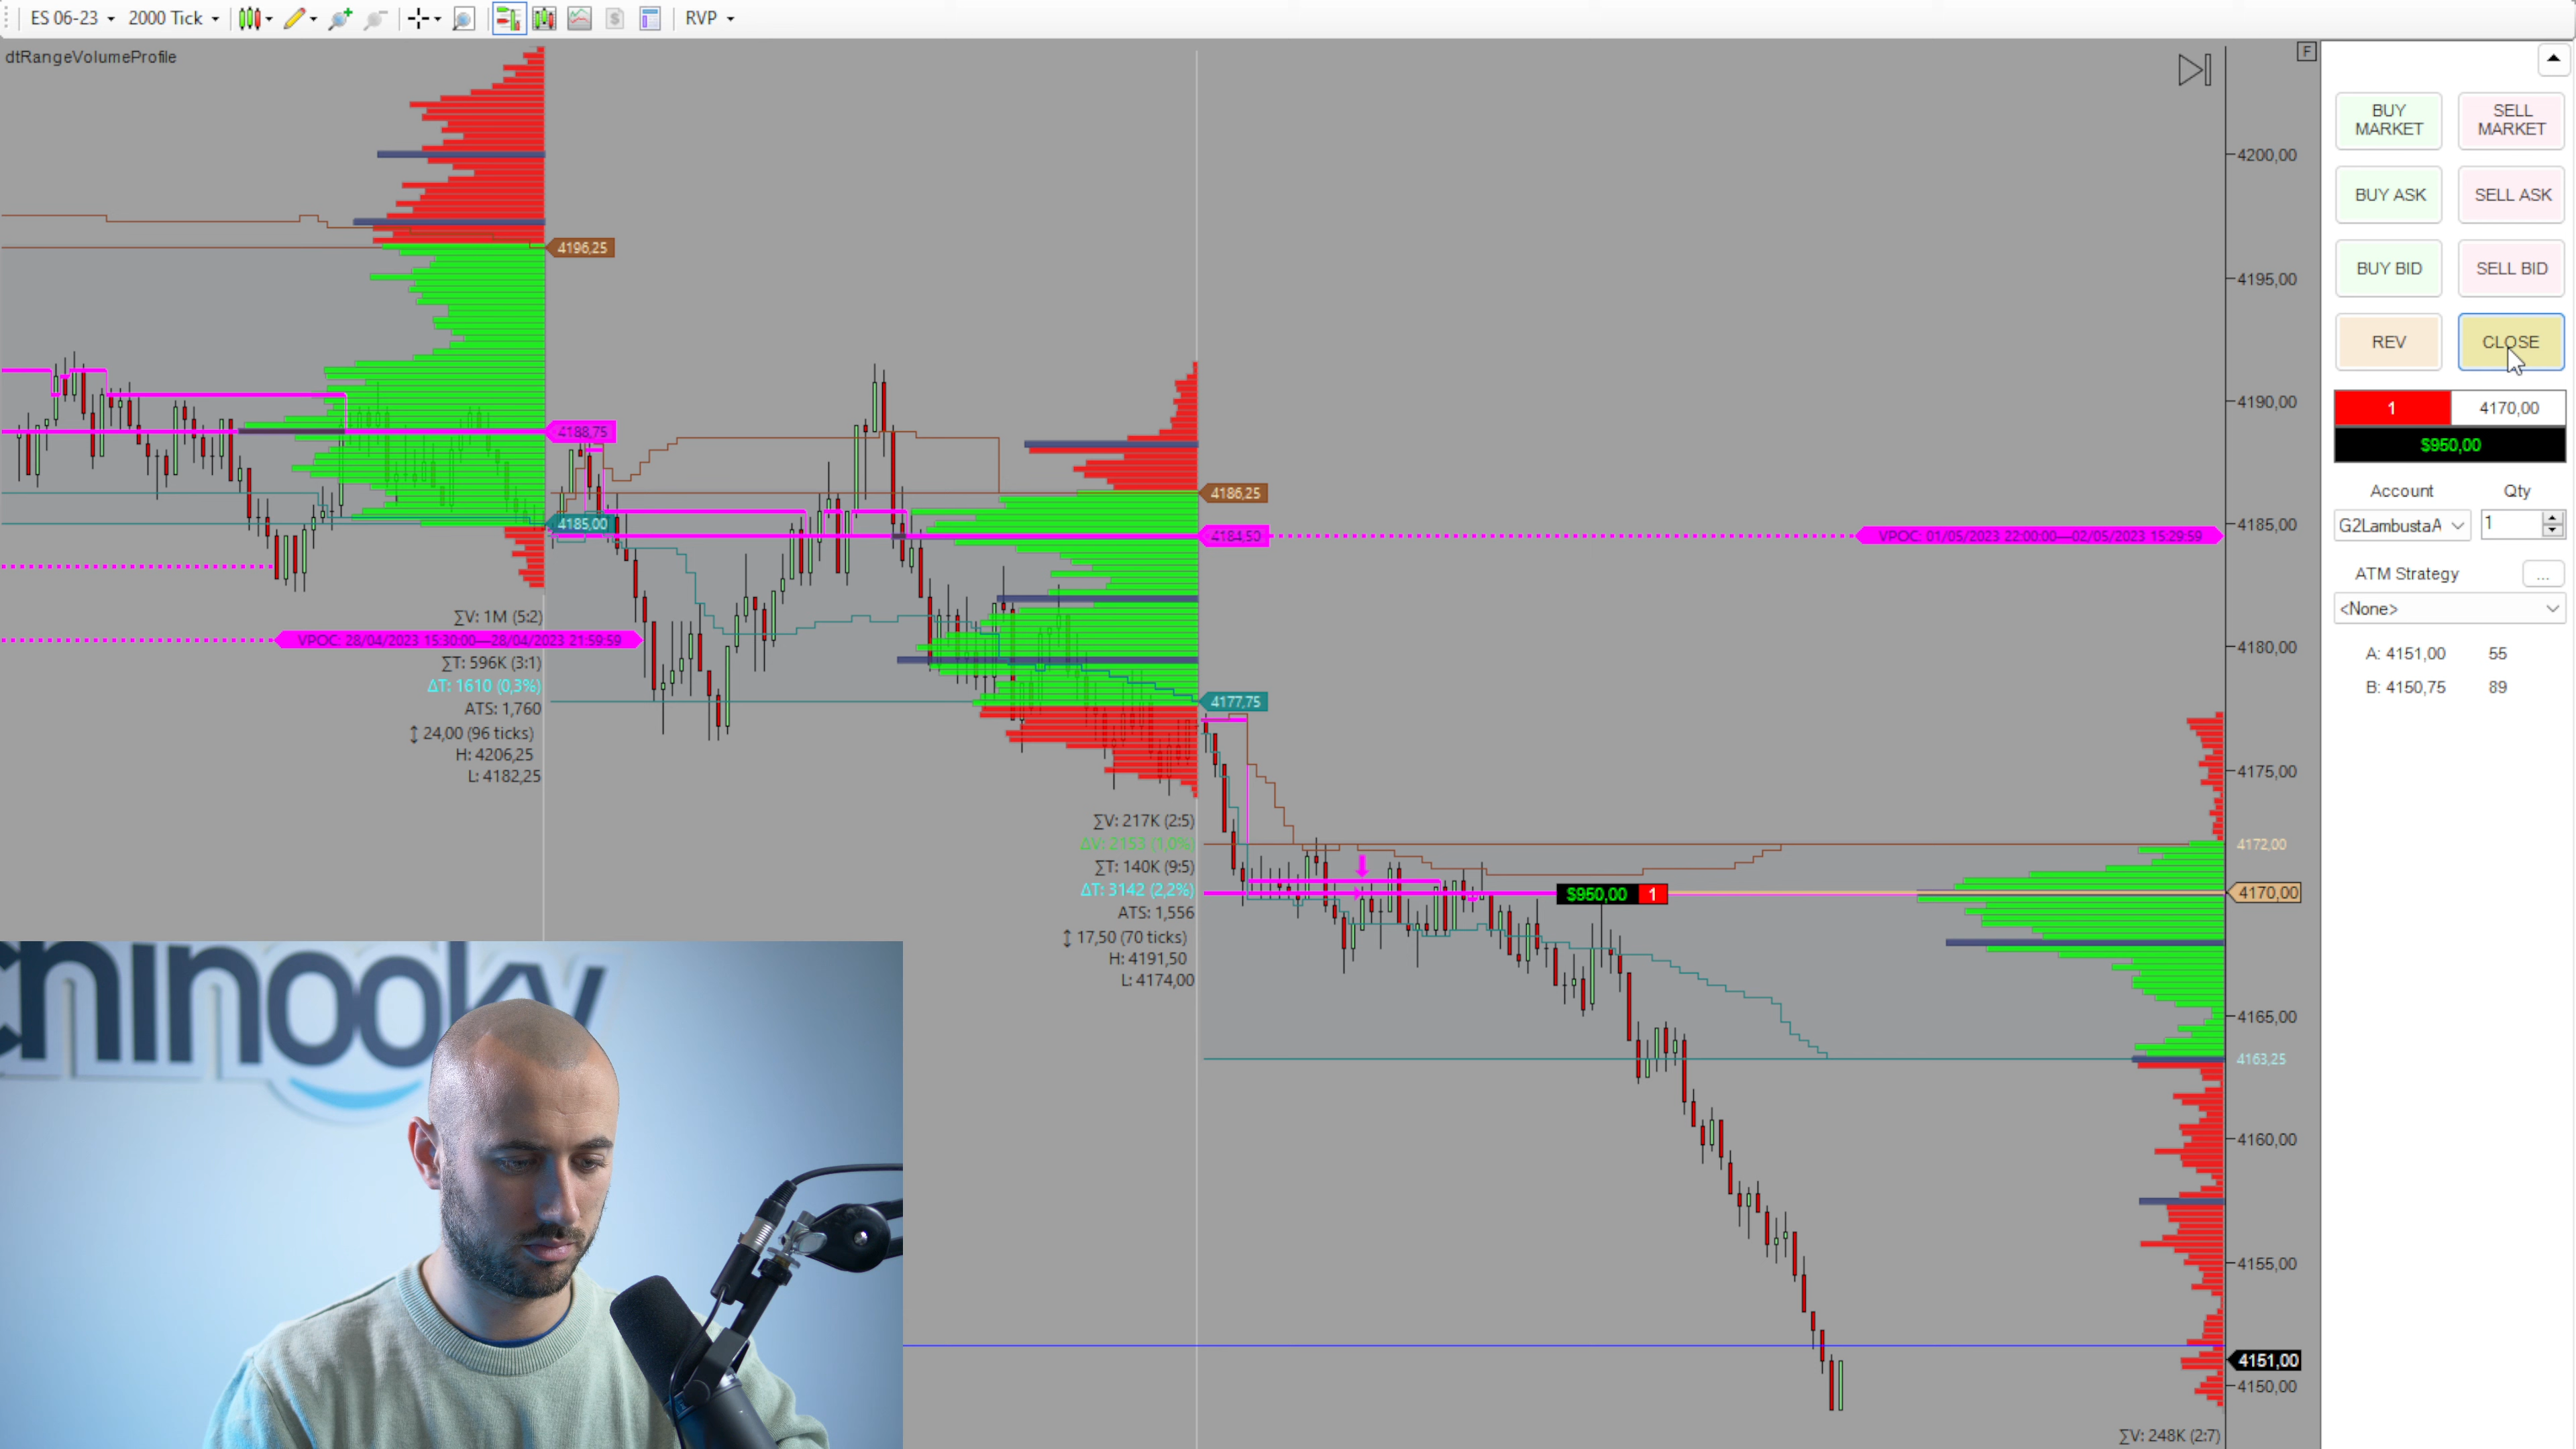 ES 06-23 2000 Tick RVP
dtRangeVolumeProfile
F
4200,00
4195,00
4190,00
4185,00
4180,00
4175,00
4172,00
4170,00
4165,00
4163,25
4160,00
4155,00
4151,00
4150,00
4196,25
4188,75
4185,00
VPOC: 28/04/2023 15:30:00—28/04/2023 21:59:59
∑V: 1M (5:2)
∑T: 596K (3:1)
ΔT: 1610 (0,3%)
ATS: 1,760
↕ 24,00 (96 ticks)
H: 4206,25
L: 4182,25
4186,25
4184,50
VPOC: 01/05/2023 22:00:00—02/05/2023 15:29:59
4177,75
∑V: 217K (2:5)
ΔV: 2153 (1,0%)
∑T: 140K (9:5)
ΔT: 3142 (2,2%)
ATS: 1,556
↕ 17,50 (70 ticks)
H: 4191,50
L: 4174,00
$950,00 1
∑V: 248K (2:7)
BUY MARKET
SELL MARKET
BUY ASK
SELL ASK
BUY BID
SELL BID
REV
CLOSE
1 4170,00
$950,00
Account Qty
G2LambustaA 1
ATM Strategy ...
<None>
A: 4151,00 55
B: 4150,75 89
chinooky